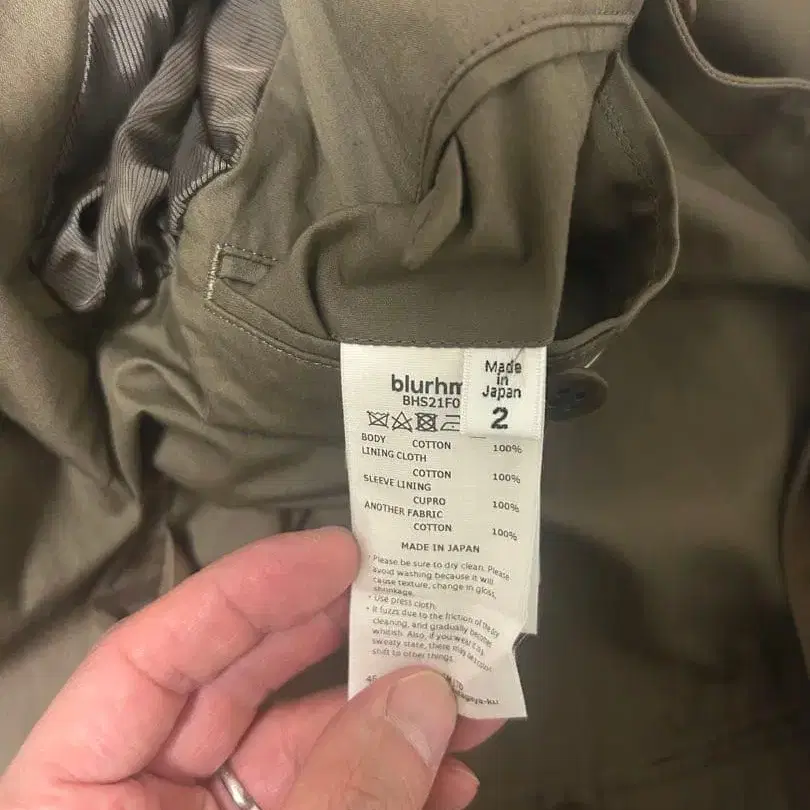 blurhm
BHS21F0
Made
in
Japan
2
BODY COTTON 100%
LINING CLOTH
COTTON 100%
SLEEVE LINING
CUPRO 100%
ANOTHER FABRIC
COTTON 100%
MADE IN JAPAN
・Please be sure to dry clean. Please
avoid washing because it will
cause texture, change in gloss,
shrinkage.
・Use press cloth.
・It fuzzs due to the friction of the dry
cleaning, and gradually becomes
whitish. Also, if you wear it in a
sweaty state, there may be color
shift to other things.